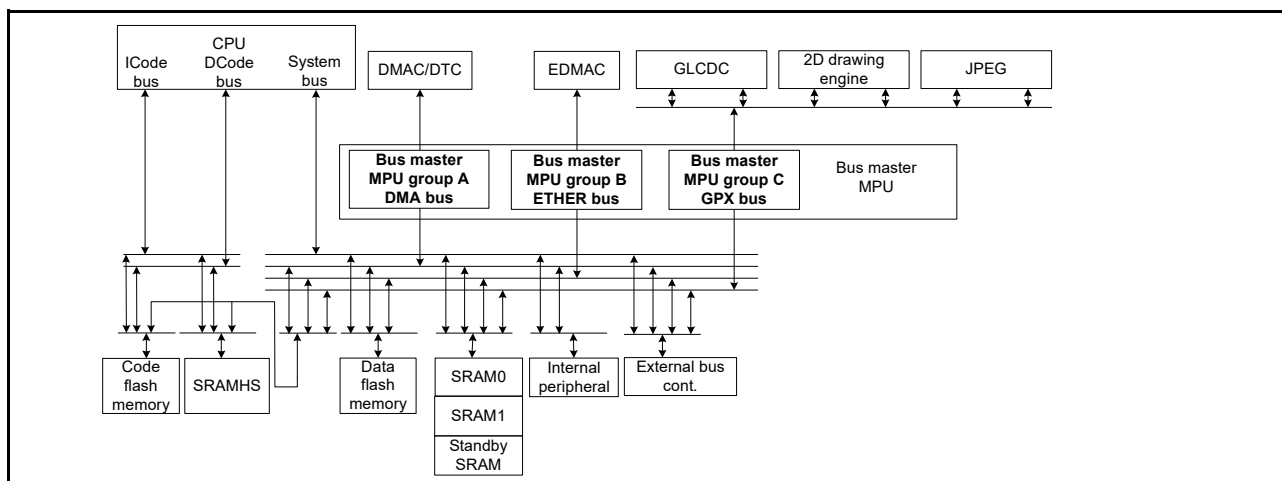 CPU
ICode
bus
DCode
bus
System
bus
DMAC/DTC
EDMAC
GLCDC
2D drawing
engine
JPEG
Bus master
MPU group A
DMA bus
Bus master
MPU group B
ETHER bus
Bus master
MPU group C
GPX bus
Bus master
MPU
Code
flash
memory
SRAMHS
Data
flash
memory
SRAM0
SRAM1
Standby
SRAM
Internal
peripheral
External bus
cont.